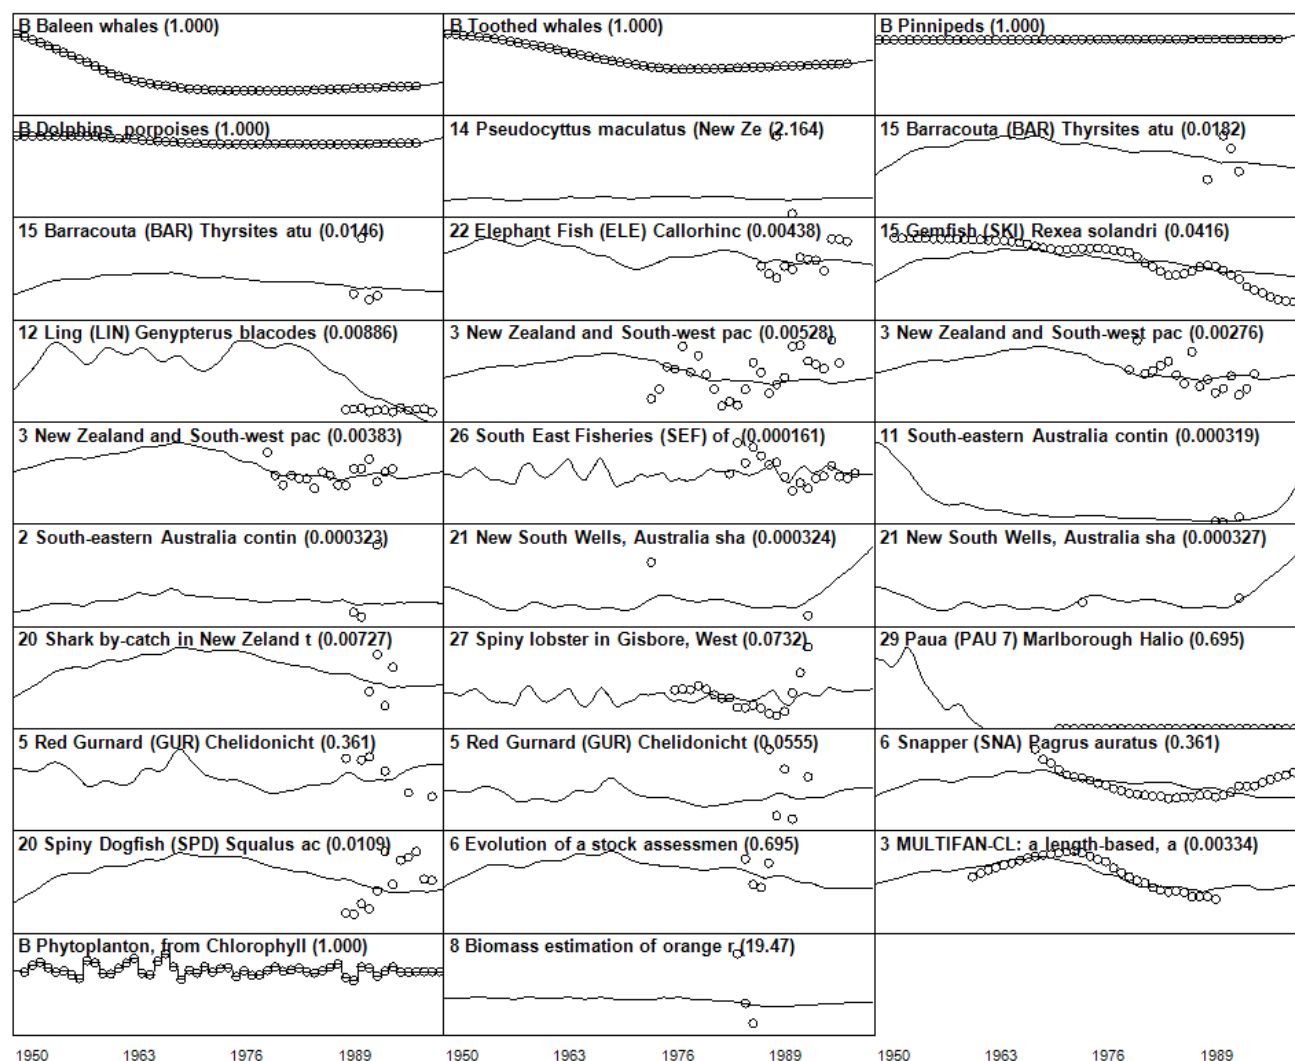 B Baleen whales (1.000)
B Toothed whales (1.000)
B Pinnipeds (1.000)
B Dolphins, porpoises (1.000)
14 Pseudocyttus maculatus (New Ze (2.164)
15 Barracouta (BAR) Thyrsites atu (0.0182)
15 Barracouta (BAR) Thyrsites atu (0.0146)
22 Elephant Fish (ELE) Callorhinc (0.00438)
15 Gemfish (SKI) Rexea solandri (0.0416)
12 Ling (LIN) Genypterus blacodes (0.00886)
3 New Zealand and South-west pac (0.00528)
3 New Zealand and South-west pac (0.00276)
3 New Zealand and South-west pac (0.00383)
26 South East Fisheries (SEF) of (0.000161)
11 South-eastern Australia contin (0.000319)
2 South-eastern Australia contin (0.000323)
21 New South Wells, Australia sha (0.000324)
21 New South Wells, Australia sha (0.000327)
20 Shark by-catch in New Zeland t (0.00727)
27 Spiny lobster in Gisbore, West (0.0732)
29 Paua (PAU 7) Marlborough Halio (0.695)
5 Red Gurnard (GUR) Chelidonicht (0.361)
5 Red Gurnard (GUR) Chelidonicht (0.0555)
6 Snapper (SNA) Pagrus auratus (0.361)
20 Spiny Dogfish (SPD) Squalus ac (0.0109)
6 Evolution of a stock assessmen (0.695)
3 MULTIFAN-CL: a length-based, a (0.00334)
B Phytoplanton, from Chlorophyll (1.000)
8 Biomass estimation of orange r (19.47)
1950 1963 1976 1989 1950 1963 1976 1989 1950 1963 1976 1989